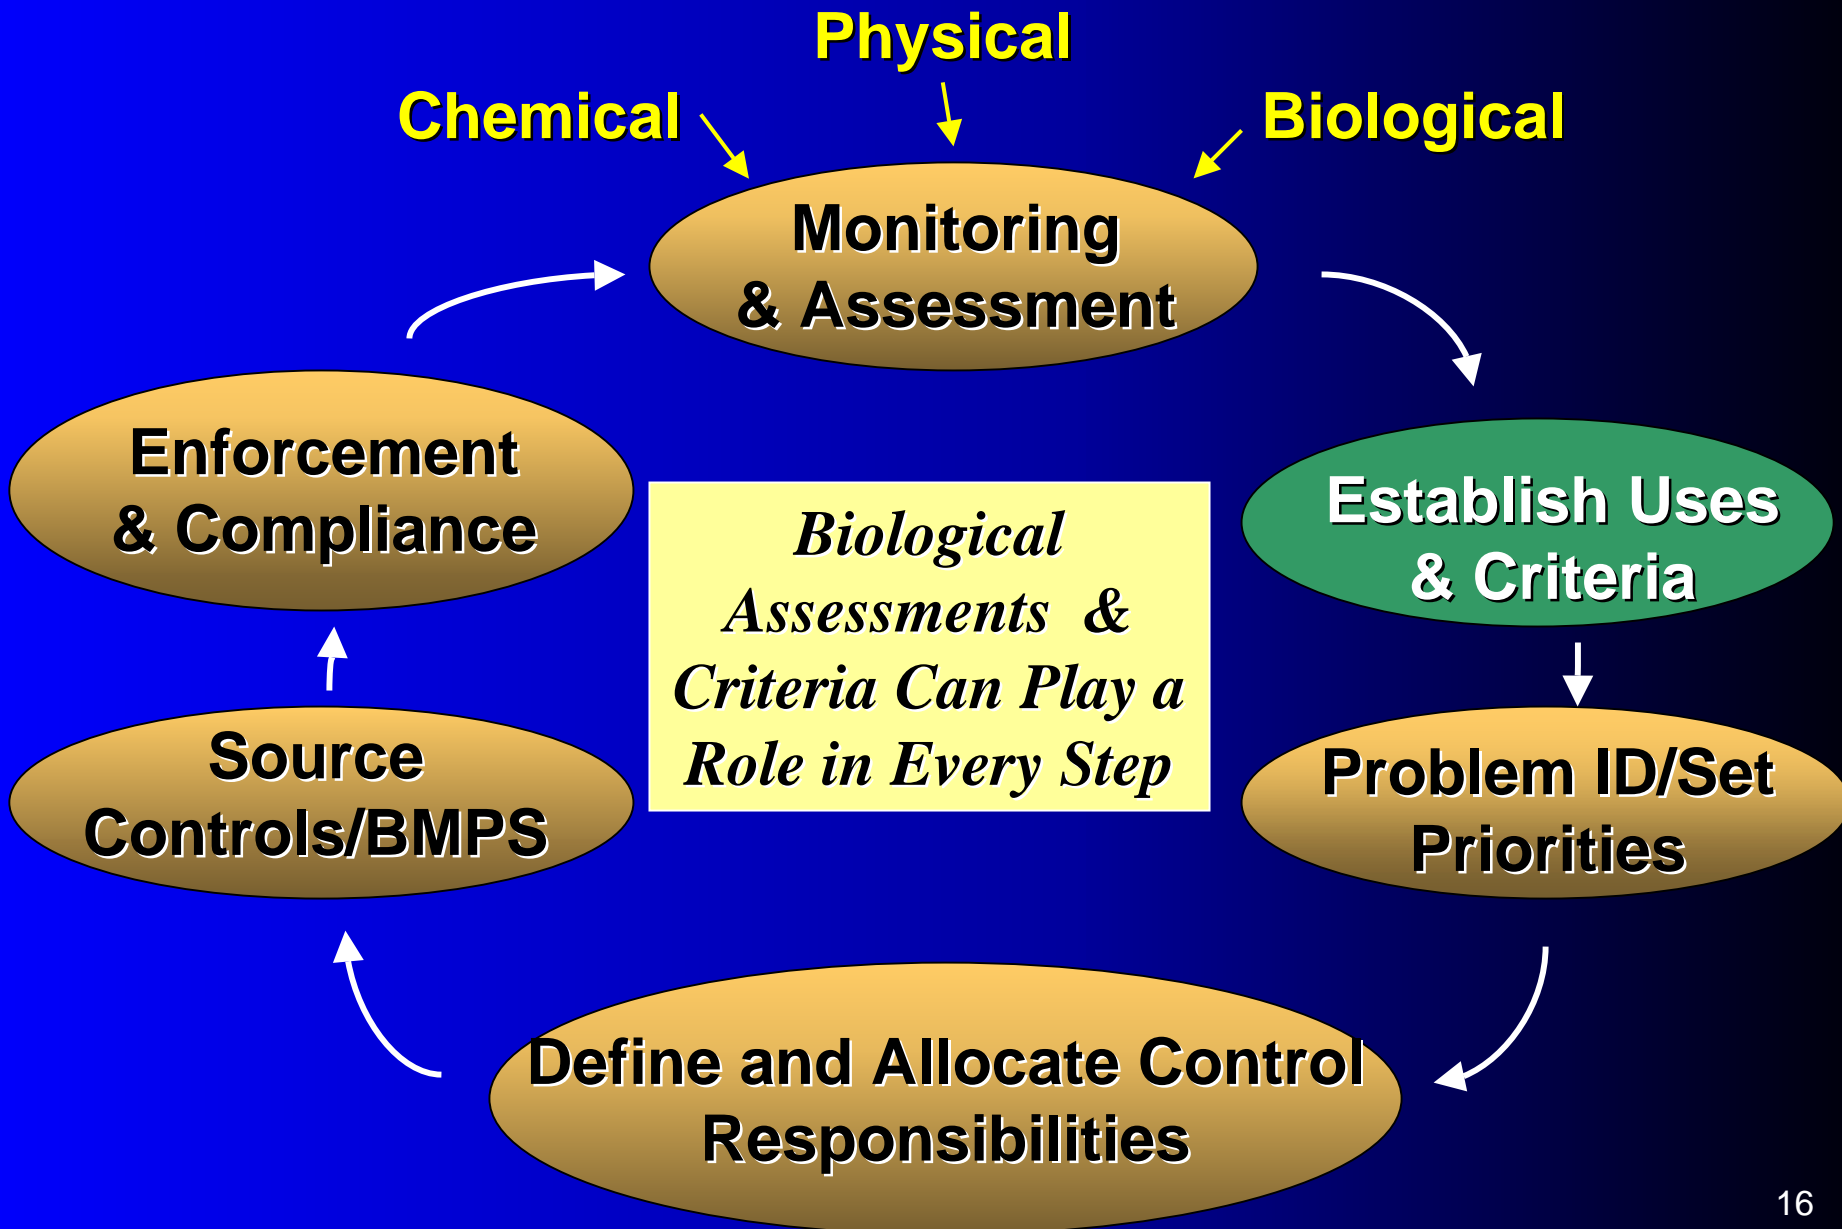 Physical
Chemical
Biological
Monitoring
& Assessment
Establish Uses
& Criteria
Problem ID/Set
Priorities
Define and Allocate Control
Responsibilities
Source
Controls/BMPS
Enforcement
& Compliance
Biological
Assessments &
Criteria Can Play a
Role in Every Step
16